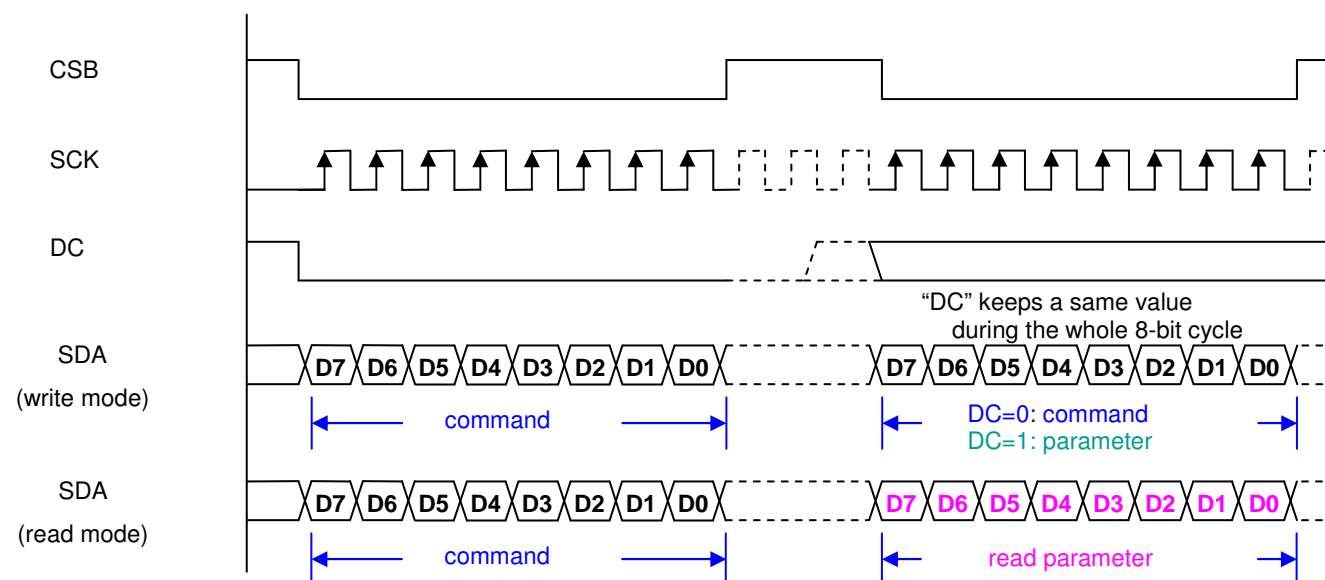 CSB
SCK
DC
“DC” keeps a same value
during the whole 8-bit cycle
SDA
(write mode)
D7 D6 D5 D4 D3 D2 D1 D0 D7 D6 D5 D4 D3 D2 D1 D0
command DC=0: command
DC=1: parameter
SDA
(read mode)
D7 D6 D5 D4 D3 D2 D1 D0 D7 D6 D5 D4 D3 D2 D1 D0
command read parameter